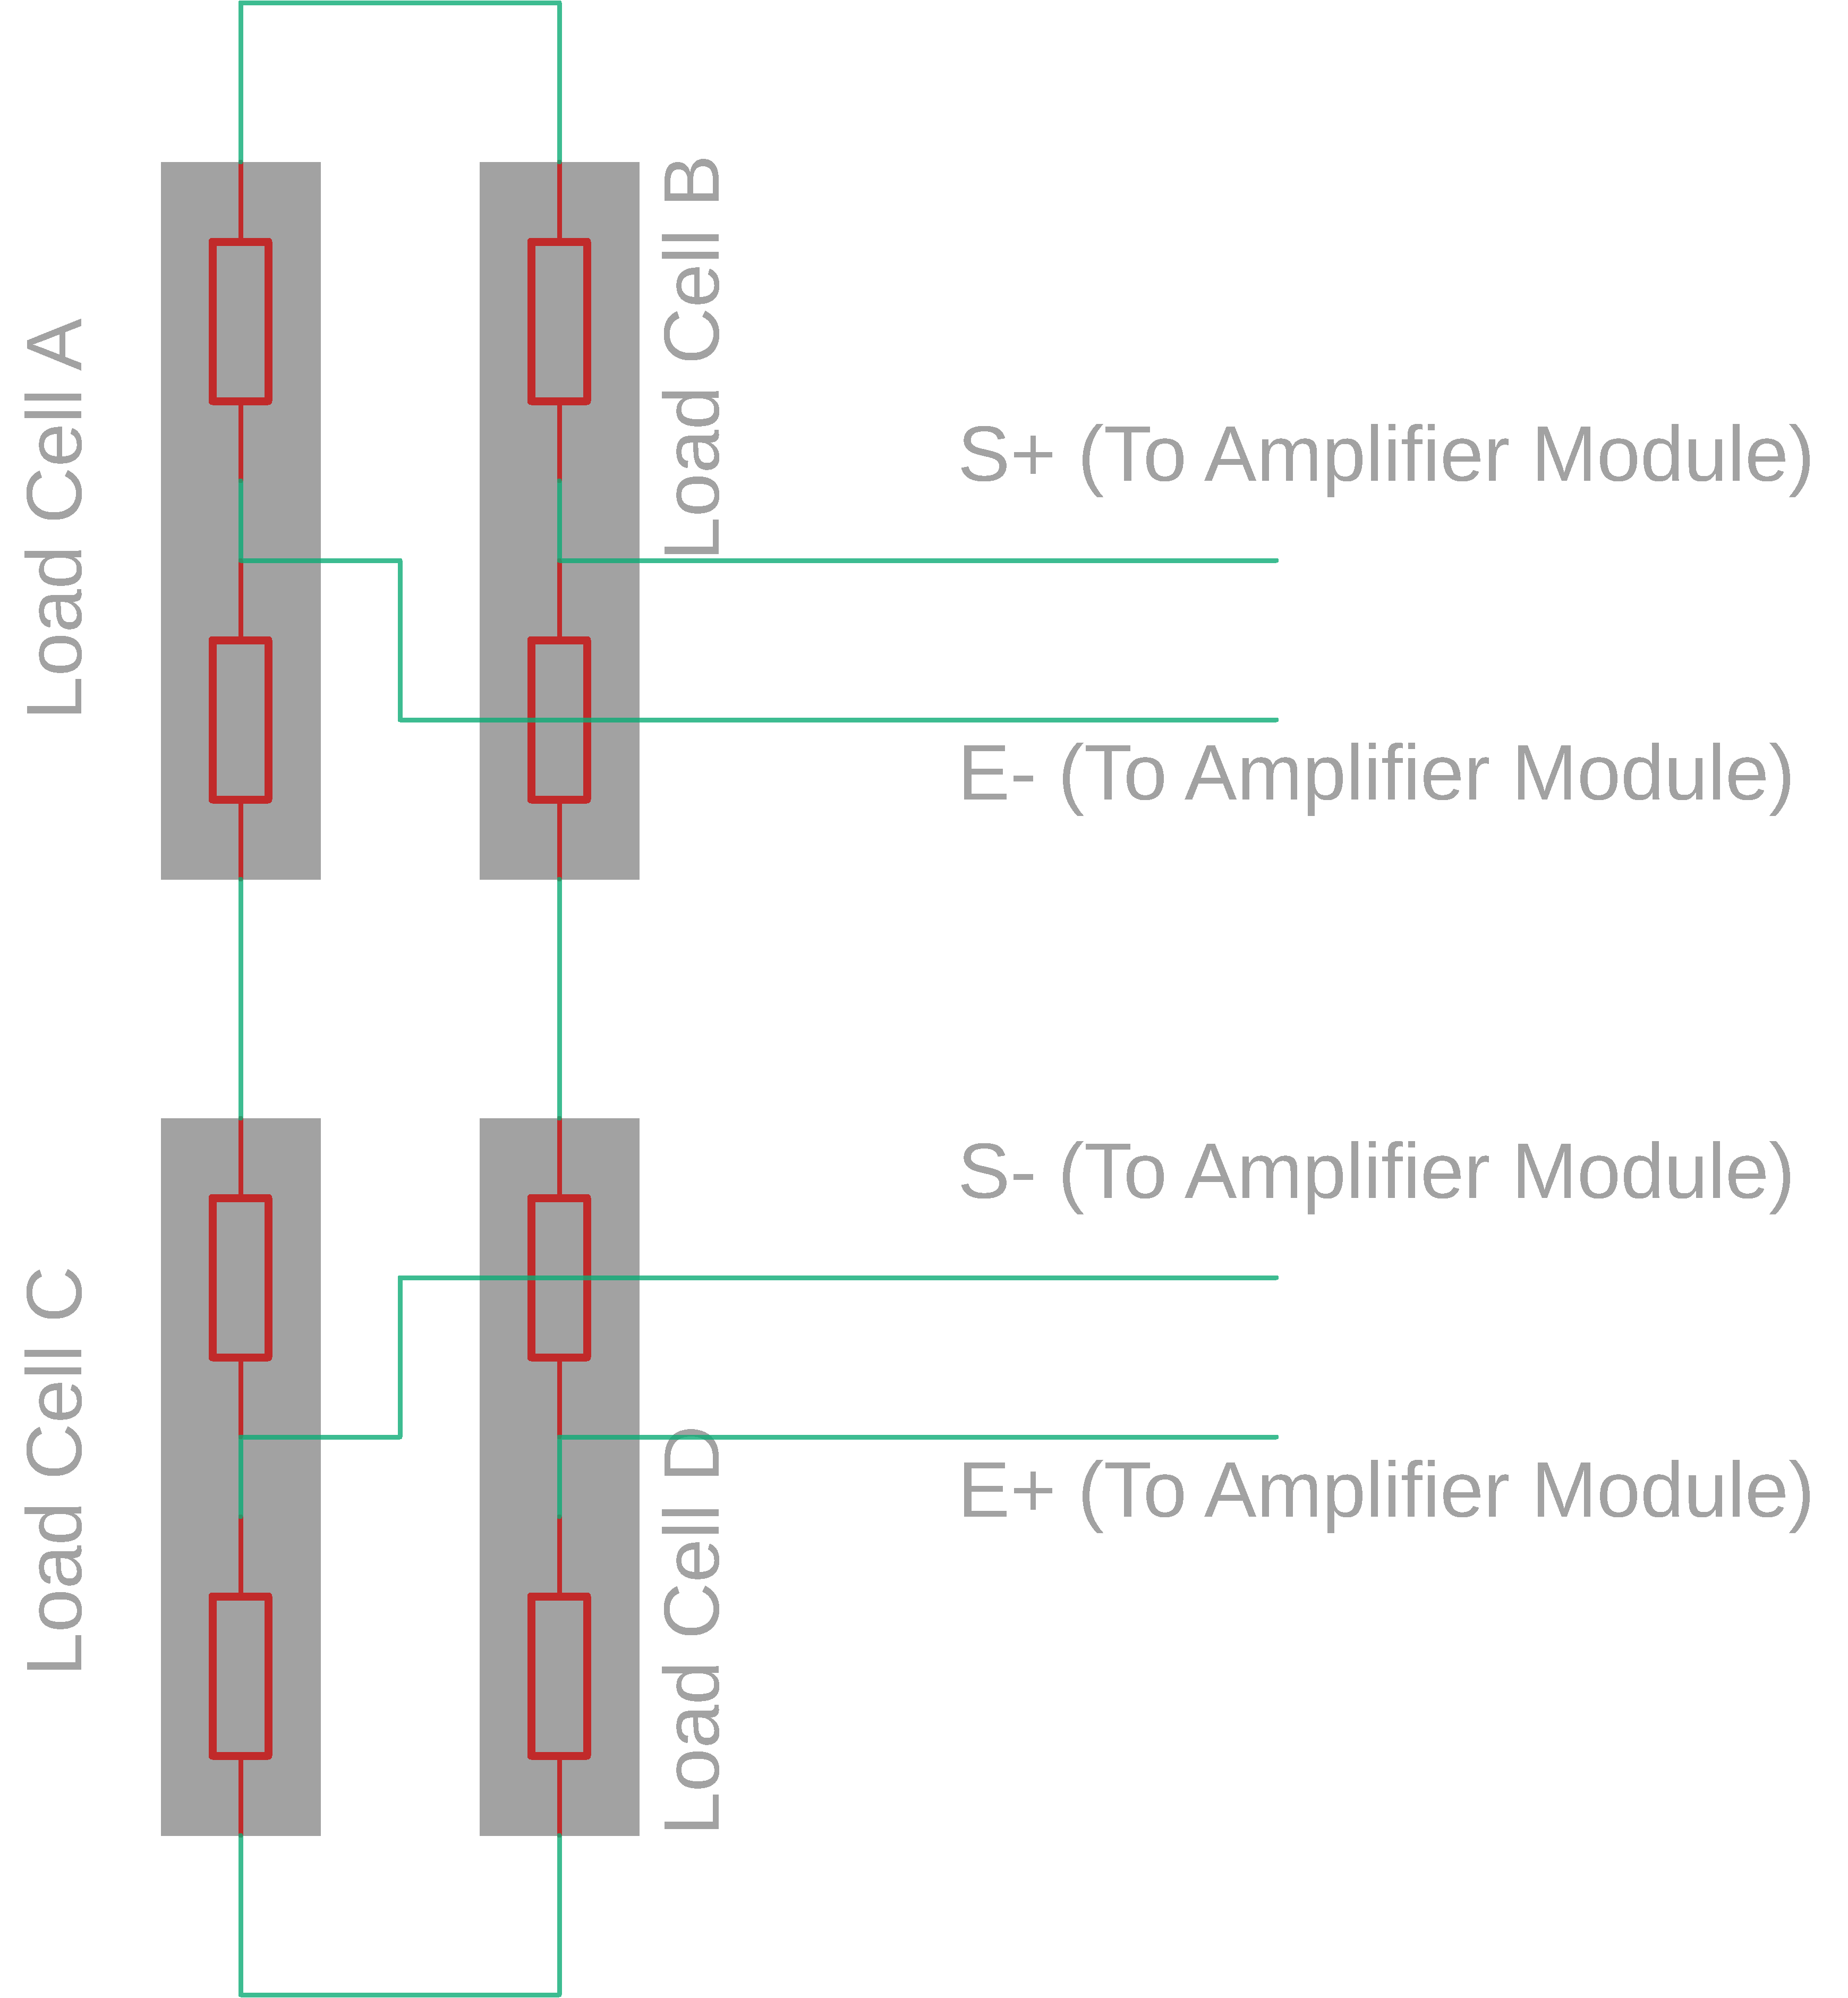 Load Cell A
Load Cell B
S+ (To Amplifier Module)
E- (To Amplifier Module)
Load Cell C
Load Cell D
S- (To Amplifier Module)
E+ (To Amplifier Module)